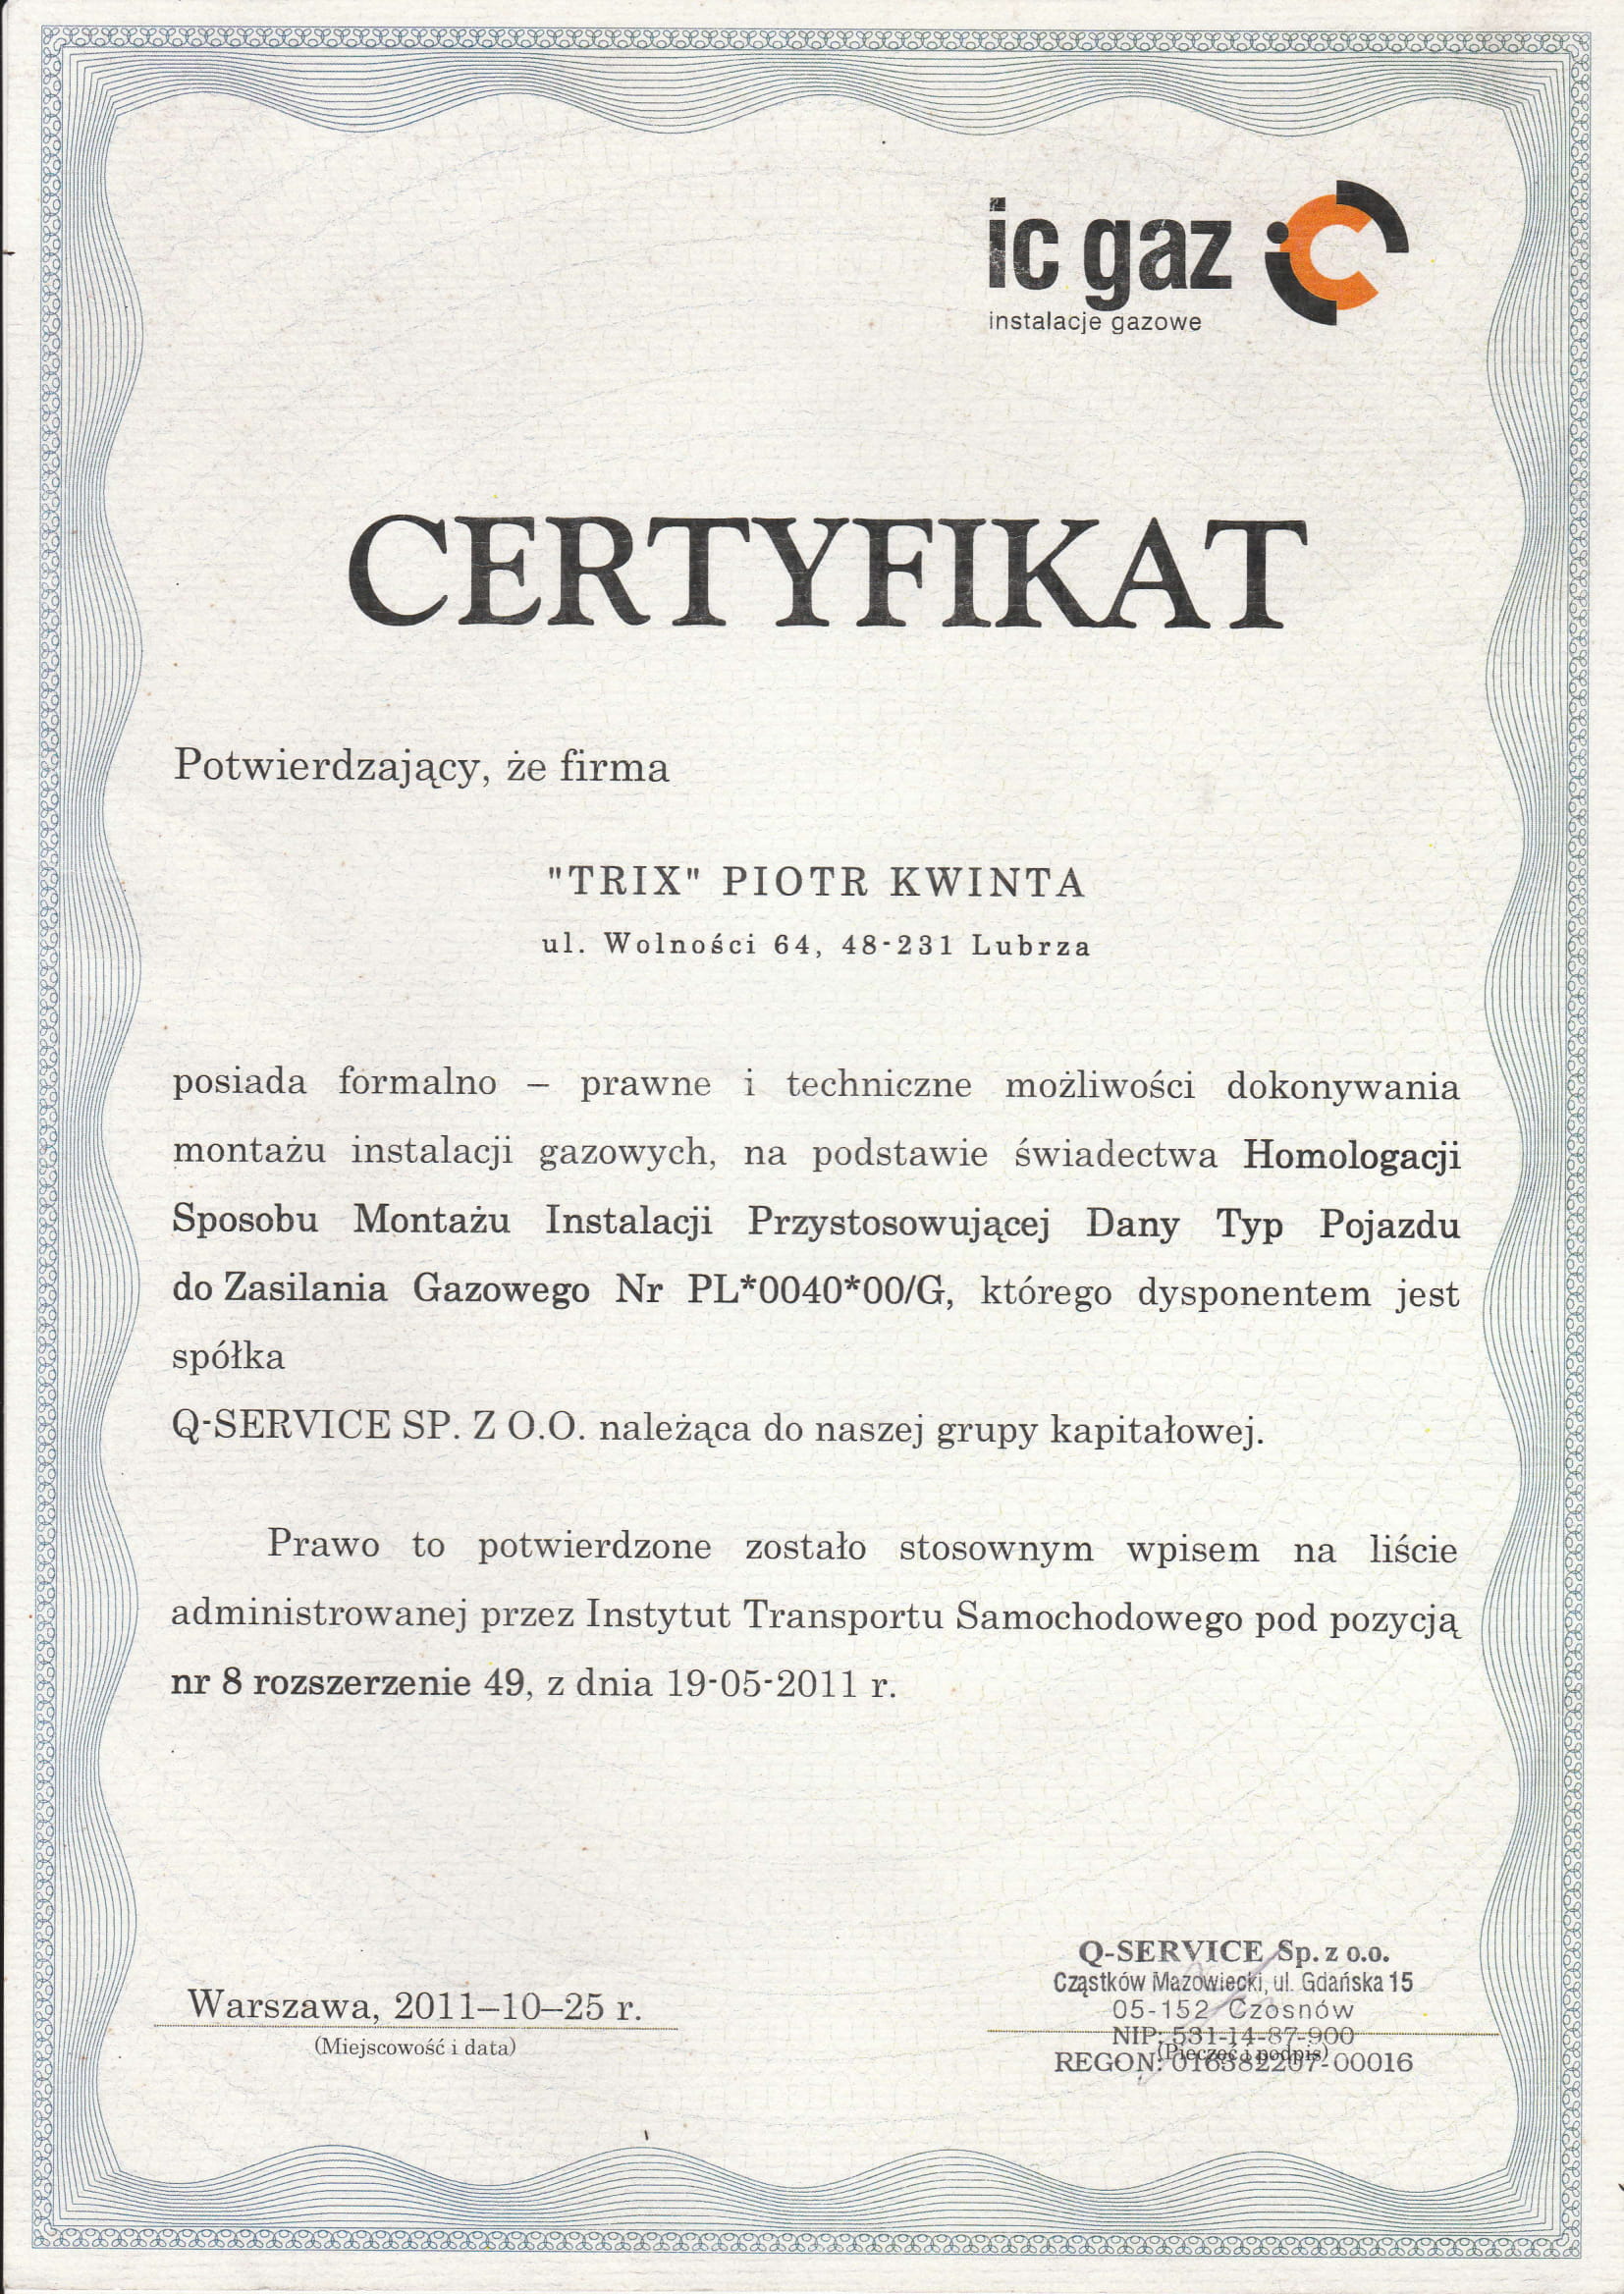 ic gaz
instalacje gazowe
CERTYFIKAT
Potwierdzający, że firma
"TRIX" PIOTR KWINTA
ul. Wolności 64, 48-231 Lubrza
posiada formalno – prawne i techniczne możliwości dokonywania
montażu instalacji gazowych, na podstawie świadectwa Homologacji
Sposobu Montażu Instalacji Przystosowującej Dany Typ Pojazdu
do Zasilania Gazowego Nr PL*0040*00/G, którego dysponentem jest
spółka
Q-SERVICE SP. Z O.O. należąca do naszej grupy kapitałowej.
Prawo to potwierdzone zostało stosownym wpisem na liście
administrowanej przez Instytut Transportu Samochodowego pod pozycją
nr 8 rozszerzenie 49, z dnia 19-05-2011 r.
Warszawa, 2011–10–25 r.
(Miejscowość i data)
Q-SERVICE Sp. z o.o.
Cząstków Mazowiecki, ul. Gdańska 15
05-152 Czosnów
NIP: 531-14-87-900
(Pieczęć i podpis)
REGON: 016382207-00016